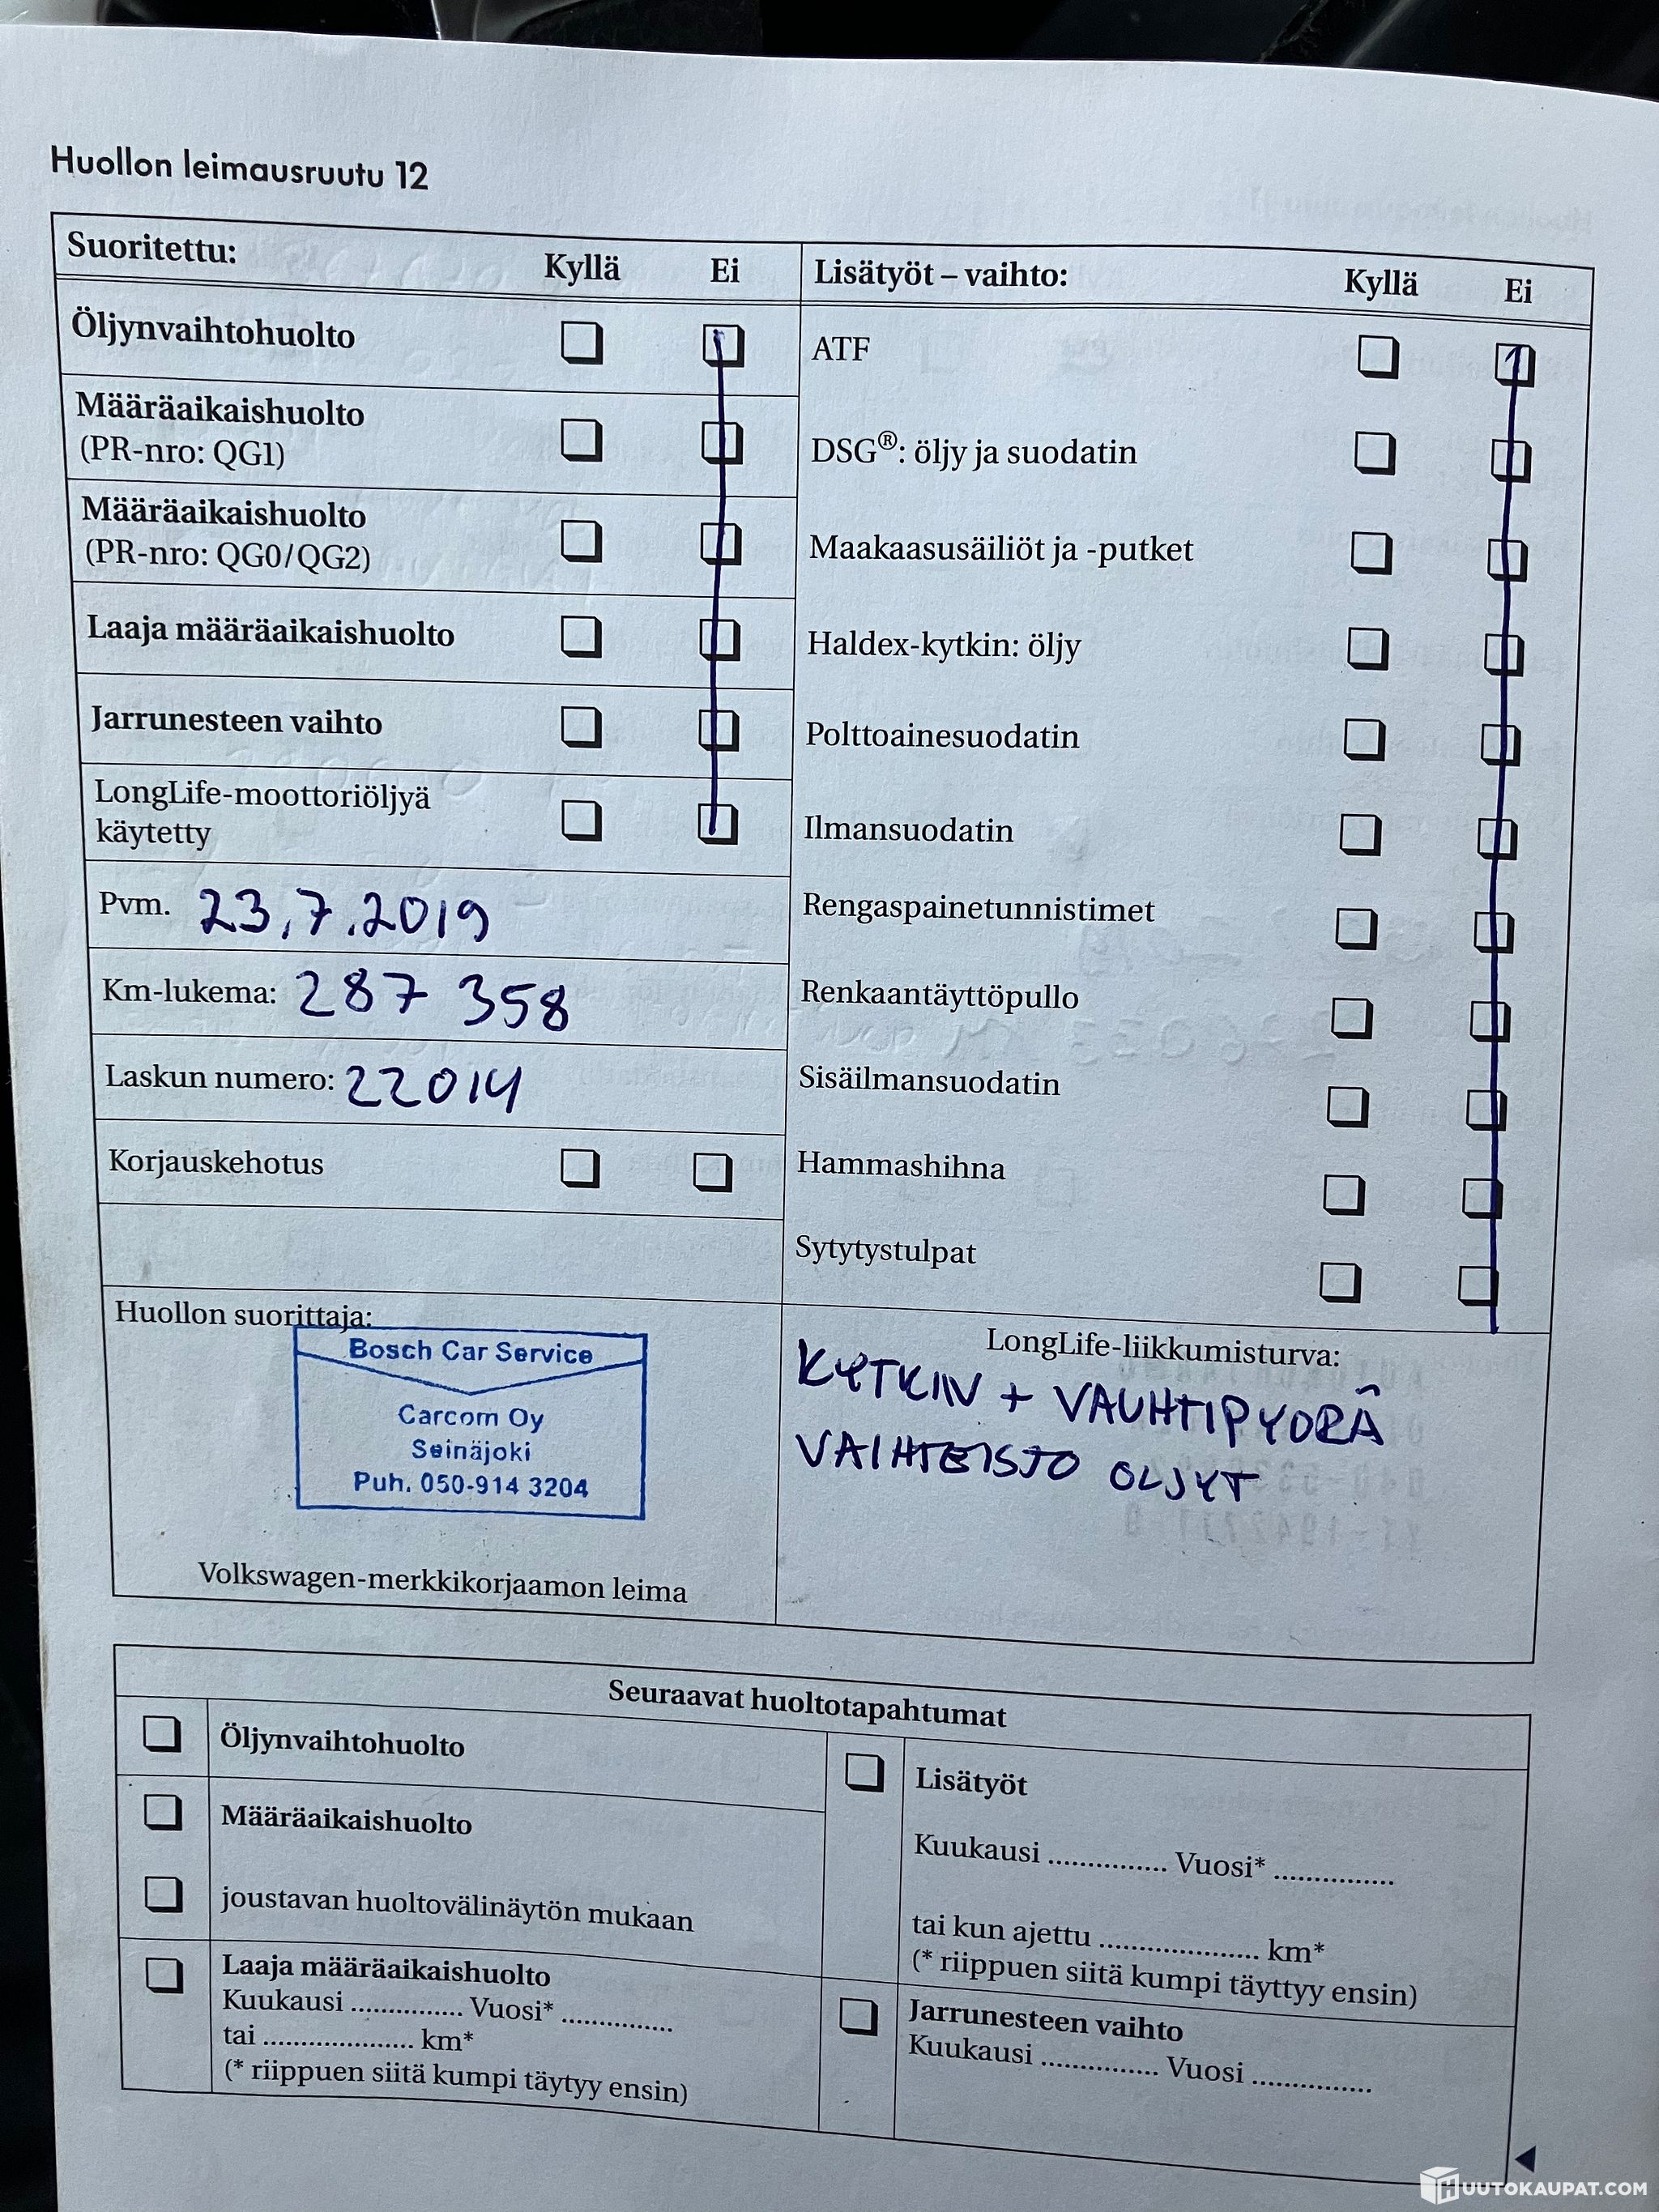 Huollon leimausruutu 12
Suoritettu: Kyllä Ei
Öljynvaihtohuolto
Määräaikaishuolto
(PR-nro: QG1)
Määräaikaishuolto
(PR-nro: QG0/QG2)
Laaja määräaikaishuolto
Jarrunesteen vaihto
LongLife-moottoriöljyä
käytetty
Pvm. 23.7.2019
Km-lukema: 287 358
Laskun numero: 22014
Korjauskehotus
Lisätyöt – vaihto: Kyllä Ei
ATF
DSG®: öljy ja suodatin
Maakaasusäiliöt ja -putket
Haldex-kytkin: öljy
Polttoainesuodatin
Ilmansuodatin
Rengaspainetunnistimet
Renkaantäyttöpullo
Sisäilmansuodatin
Hammashihna
Sytytystulpat
Huollon suorittaja:
Bosch Car Service
Carcom Oy
Seinäjoki
Puh. 050-914 3204
Volkswagen-merkkikorjaamon leima
LongLife-liikkumisturva:
KYTKIN + VAUHTIPYORÄ
VAIHTEISTO OLJYT
Seuraavat huoltotapahtumat
Öljynvaihtohuolto
Määräaikaishuolto
joustavan huoltovälinäytön mukaan
Laaja määräaikaishuolto
Kuukausi ............... Vuosi* ...............
tai .................... km*
(* riippuen siitä kumpi täytyy ensin)
Lisätyöt
Kuukausi ............... Vuosi* ...............
tai kun ajettu ..................... km*
(* riippuen siitä kumpi täyttyy ensin)
Jarrunesteen vaihto
Kuukausi ............... Vuosi ...............
HUUTOKAUPAT.COM